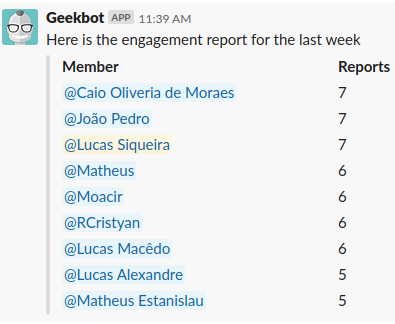 Geekbot APP 11:39 AM
Here is the engagement report for the last week
Member Reports
@Caio Oliveria de Moraes 7
@João Pedro 7
@Lucas Siqueira 7
@Matheus 6
@Moacir 6
@RCristyan 6
@Lucas Macêdo 6
@Lucas Alexandre 5
@Matheus Estanislau 5